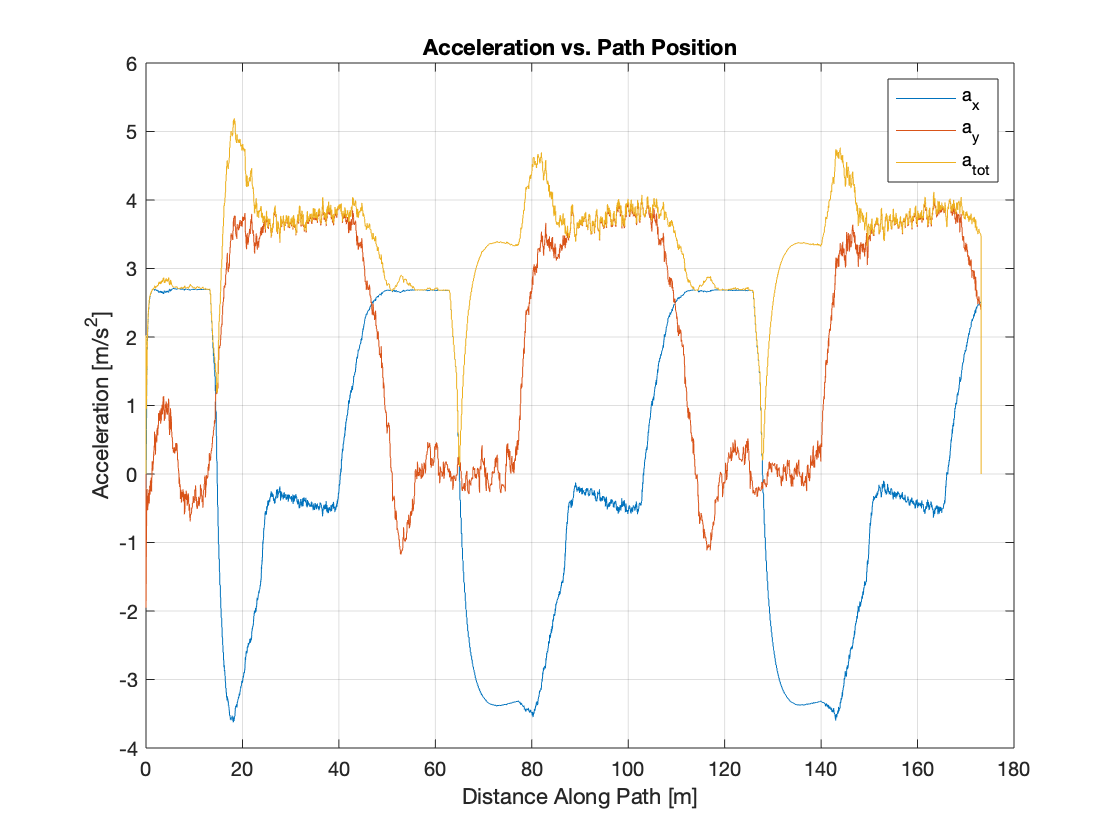 Acceleration vs. Path Position
6
5
4
3
2
1
0
-1
-2
-3
-4
Acceleration [m/s²]
0 20 40 60 80 100 120 140 160 180
Distance Along Path [m]
a_x
a_y
a_tot